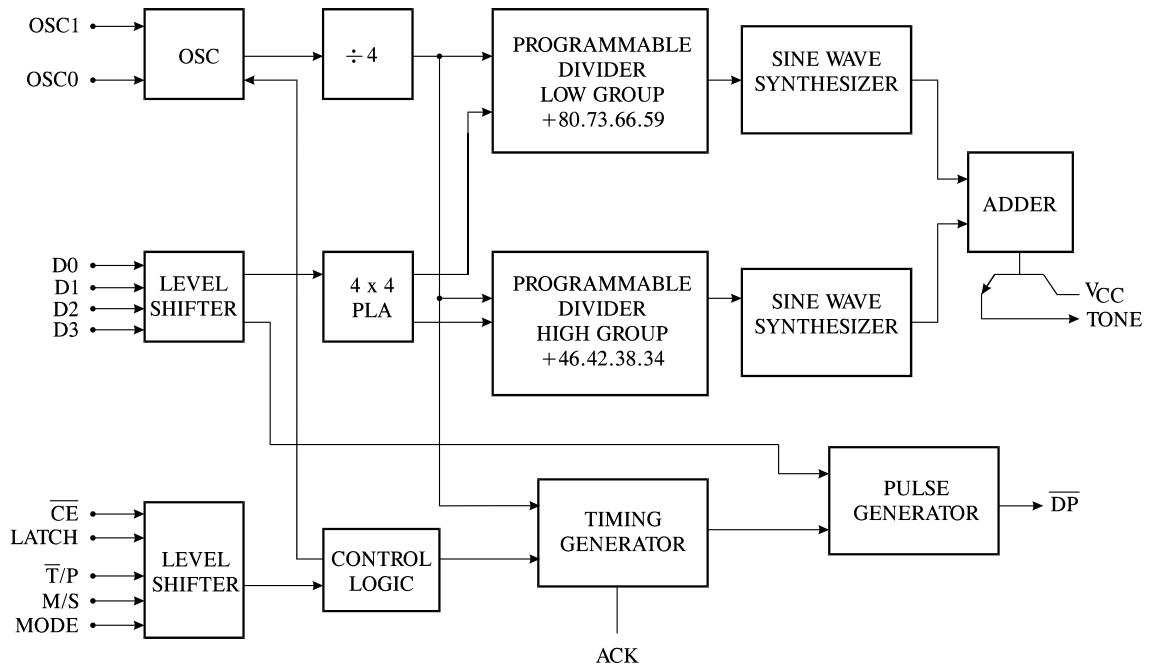 OSC1
OSC0
OSC
÷4
PROGRAMMABLE
DIVIDER
LOW GROUP
+80.73.66.59
SINE WAVE
SYNTHESIZER
ADDER
VCC
TONE
D0
D1
D2
D3
LEVEL
SHIFTER
4 x 4
PLA
PROGRAMMABLE
DIVIDER
HIGH GROUP
+46.42.38.34
SINE WAVE
SYNTHESIZER
C̅E̅
LATCH
T̅/P
M/S
MODE
LEVEL
SHIFTER
CONTROL
LOGIC
TIMING
GENERATOR
ACK
PULSE
GENERATOR
D̅P̅